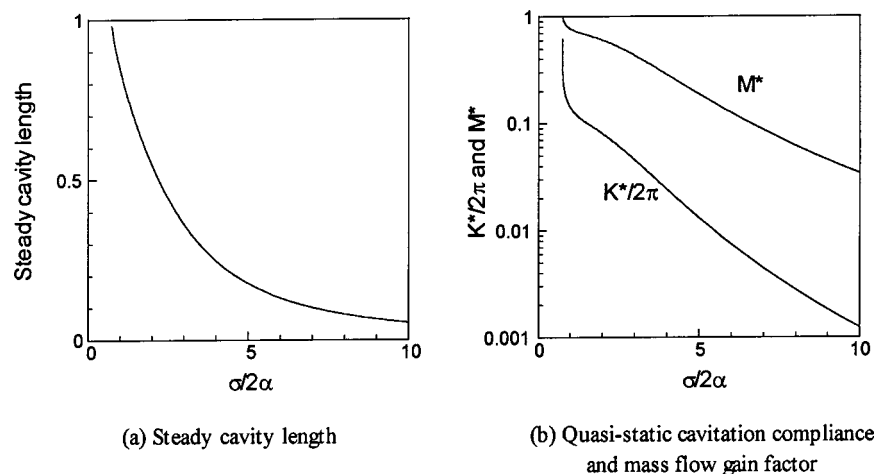 1
0.5
0
Steady cavity length
0
5
10
σ/2α
(a) Steady cavity length
1
0.1
0.01
0.001
K*/2π and M*
M*
K*/2π
0
5
10
σ/2α
(b) Quasi-static cavitation compliance
and mass flow gain factor